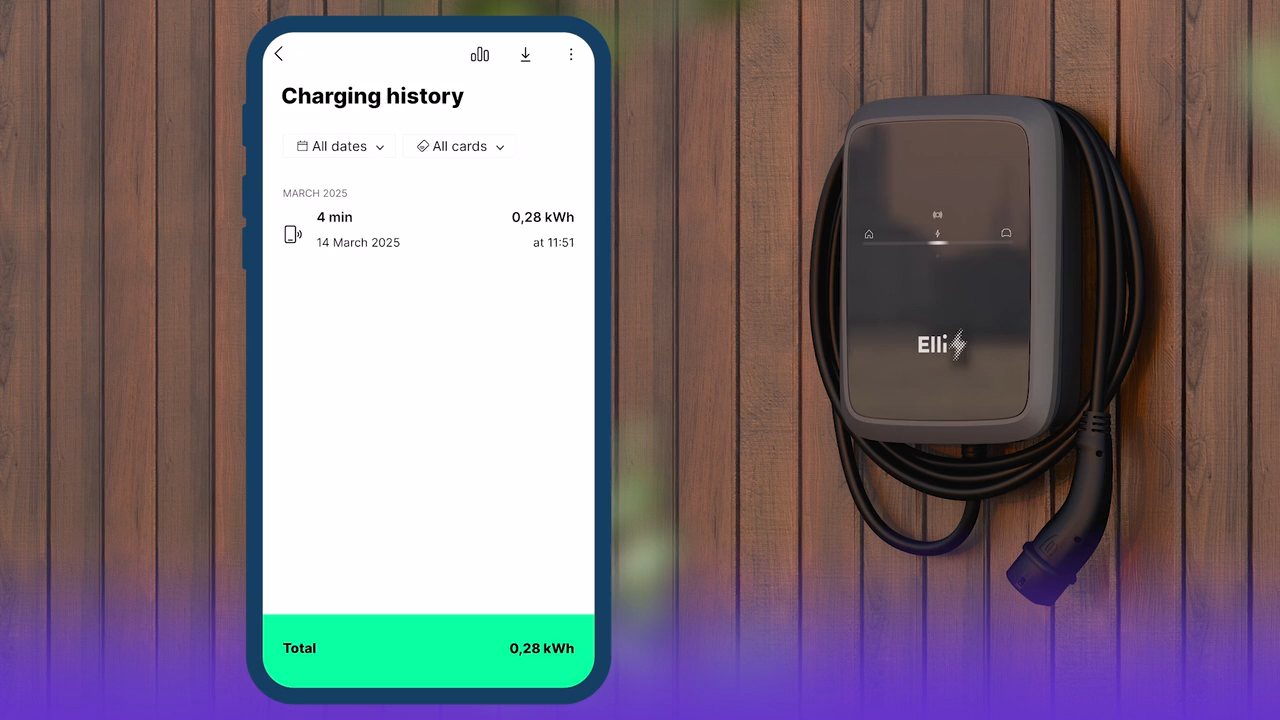 Charging history
All dates
All cards
MARCH 2025
4 min
0,28 kWh
14 March 2025
at 11:51
Total
0,28 kWh
Elli